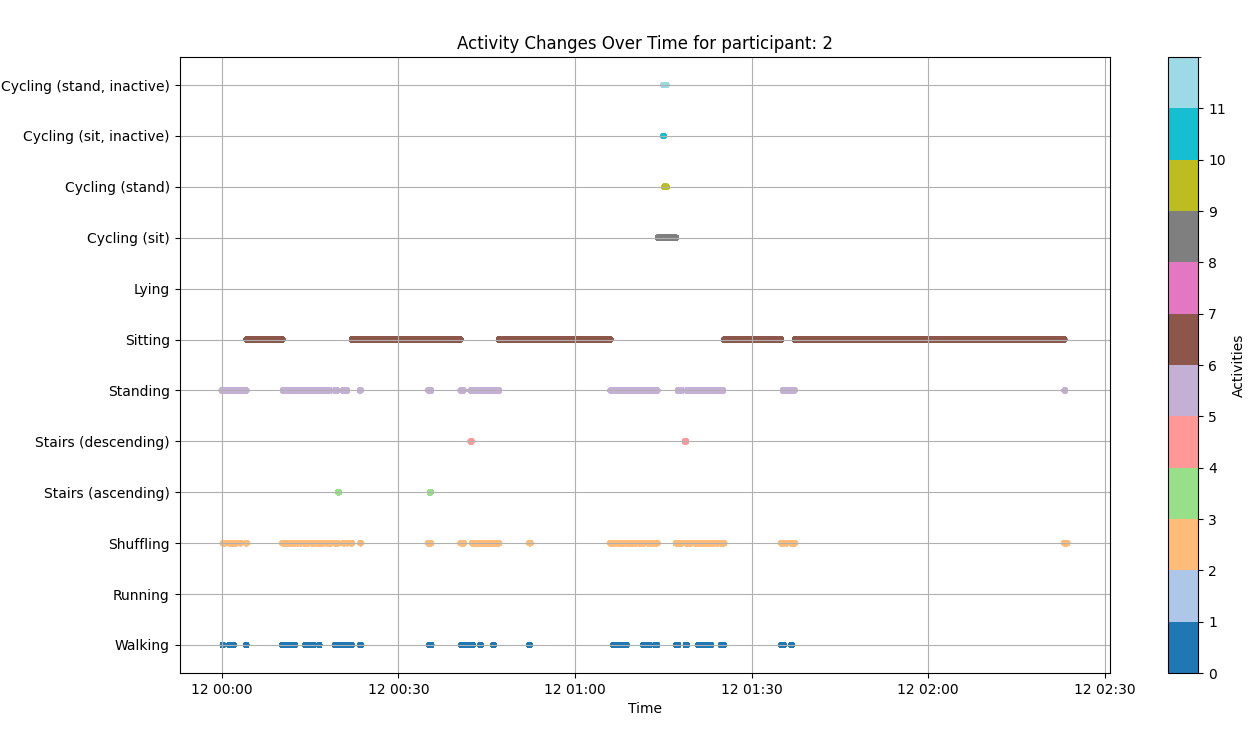 Activity Changes Over Time for participant: 2
Cycling (stand, inactive)
Cycling (sit, inactive)
Cycling (stand)
Cycling (sit)
Lying
Sitting
Standing
Stairs (descending)
Stairs (ascending)
Shuffling
Running
Walking
12 00:00
12 00:30
12 01:00
12 01:30
12 02:00
12 02:30
Time
11
10
9
8
7
6
5
4
3
2
1
0
Activities